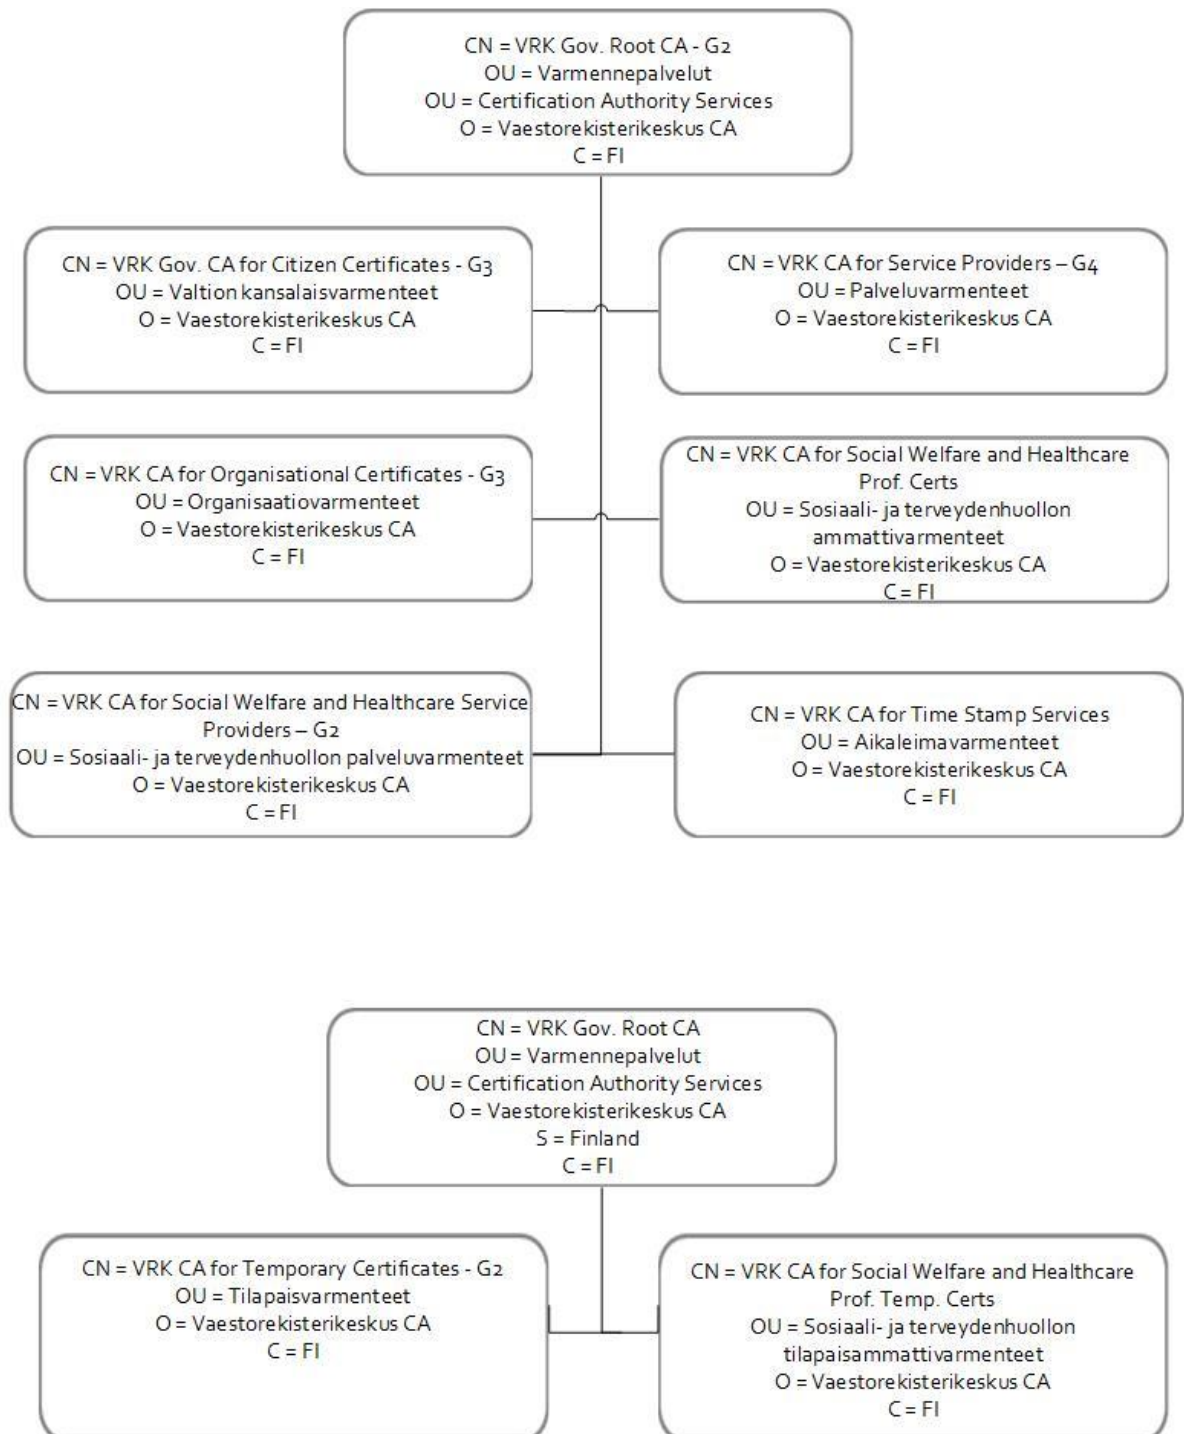 CN = VRK Gov. Root CA - G2
OU = Varmennepalvelut
OU = Certification Authority Services
O = Vaestorekisterikeskus CA
C = FI
CN = VRK Gov. CA for Citizen Certificates - G3
OU = Valtion kansalaisvarmenteet
O = Vaestorekisterikeskus CA
C = FI
CN = VRK CA for Service Providers – G4
OU = Palveluvarmenteet
O = Vaestorekisterikeskus CA
C = FI
CN = VRK CA for Organisational Certificates - G3
OU = Organisaatiovarmenteet
O = Vaestorekisterikeskus CA
C = FI
CN = VRK CA for Social Welfare and Healthcare
Prof. Certs
OU = Sosiaali- ja terveydenhuollon
ammattivarmenteet
O = Vaestorekisterikeskus CA
C = FI
CN = VRK CA for Social Welfare and Healthcare Service
Providers – G2
OU = Sosiaali- ja terveydenhuollon palveluvarmenteet
O = Vaestorekisterikeskus CA
C = FI
CN = VRK CA for Time Stamp Services
OU = Aikaleimavarmenteet
O = Vaestorekisterikeskus CA
C = FI
CN = VRK Gov. Root CA
OU = Varmennepalvelut
OU = Certification Authority Services
O = Vaestorekisterikeskus CA
S = Finland
C = FI
CN = VRK CA for Temporary Certificates - G2
OU = Tilapaisvarmenteet
O = Vaestorekisterikeskus CA
C = FI
CN = VRK CA for Social Welfare and Healthcare
Prof. Temp. Certs
OU = Sosiaali- ja terveydenhuollon
tilapaisammattivarmenteet
O = Vaestorekisterikeskus CA
C = FI